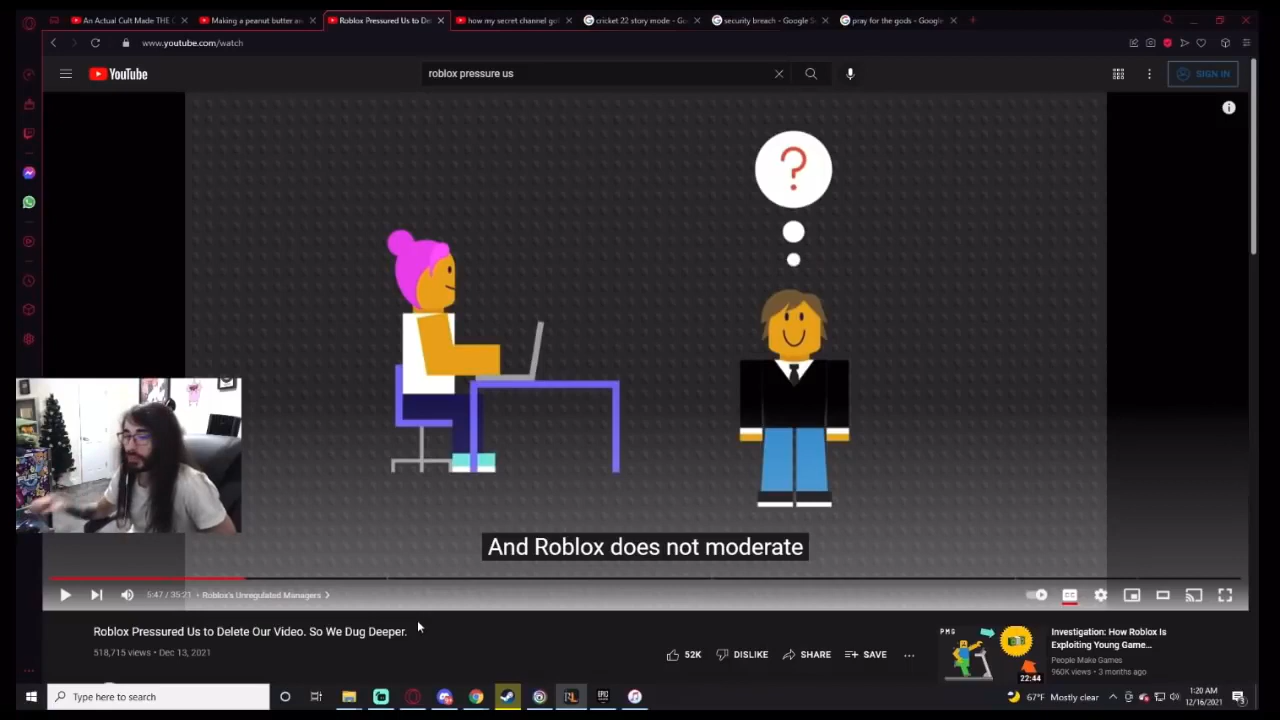 An Actual Cult Made THE
Making a peanut butter a
Roblox Pressured Us to De
how my secret channel go
cricket 22 story mode - Go
security breach - Google S
pray for the gods - Google
www.youtube.com/watch
YouTube
roblox pressure us
SIGN IN
?
And Roblox does not moderate
5:47 / 35:21 • Roblox's Unregulated Managers >
CC
Roblox Pressured Us to Delete Our Video. So We Dug Deeper.
518,715 views • Dec 13, 2021
52K
DISLIKE
SHARE
SAVE
PMG
22:44
Investigation: How Roblox Is
Exploiting Young Game...
People Make Games
960K views • 3 months ago
Type here to search
67°F Mostly clear
1:20 AM
12/16/2021